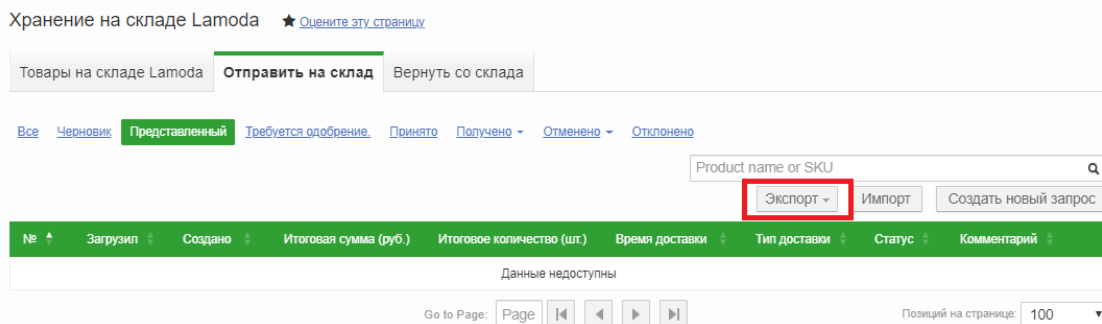 Хранение на складе Lamoda Оцените эту страницу
Товары на складе Lamoda Отправить на склад Вернуть со склада
Все Черновик Представленный Требуется одобрение. Принято Получено Отменено Отклонено
Product name or SKU
Экспорт Импорт Создать новый запрос
№ Загрузил Создано Итоговая сумма (руб.) Итоговое количество (шт.) Время доставки Тип доставки Статус Комментарий
Данные недоступны
Go to Page: Page Позиций на странице: 100